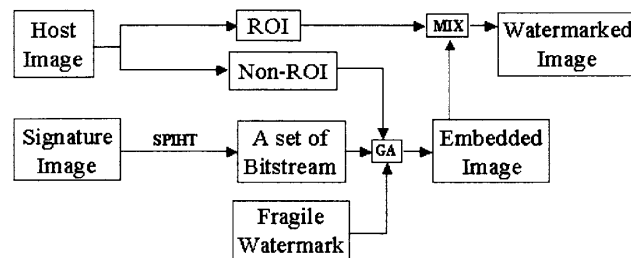 Host
Image
ROI
MIX
Watermarked
Image
Non-ROI
Signature
Image
SPIHT
A set of
Bitstream
GA
Embedded
Image
Fragile
Watermark